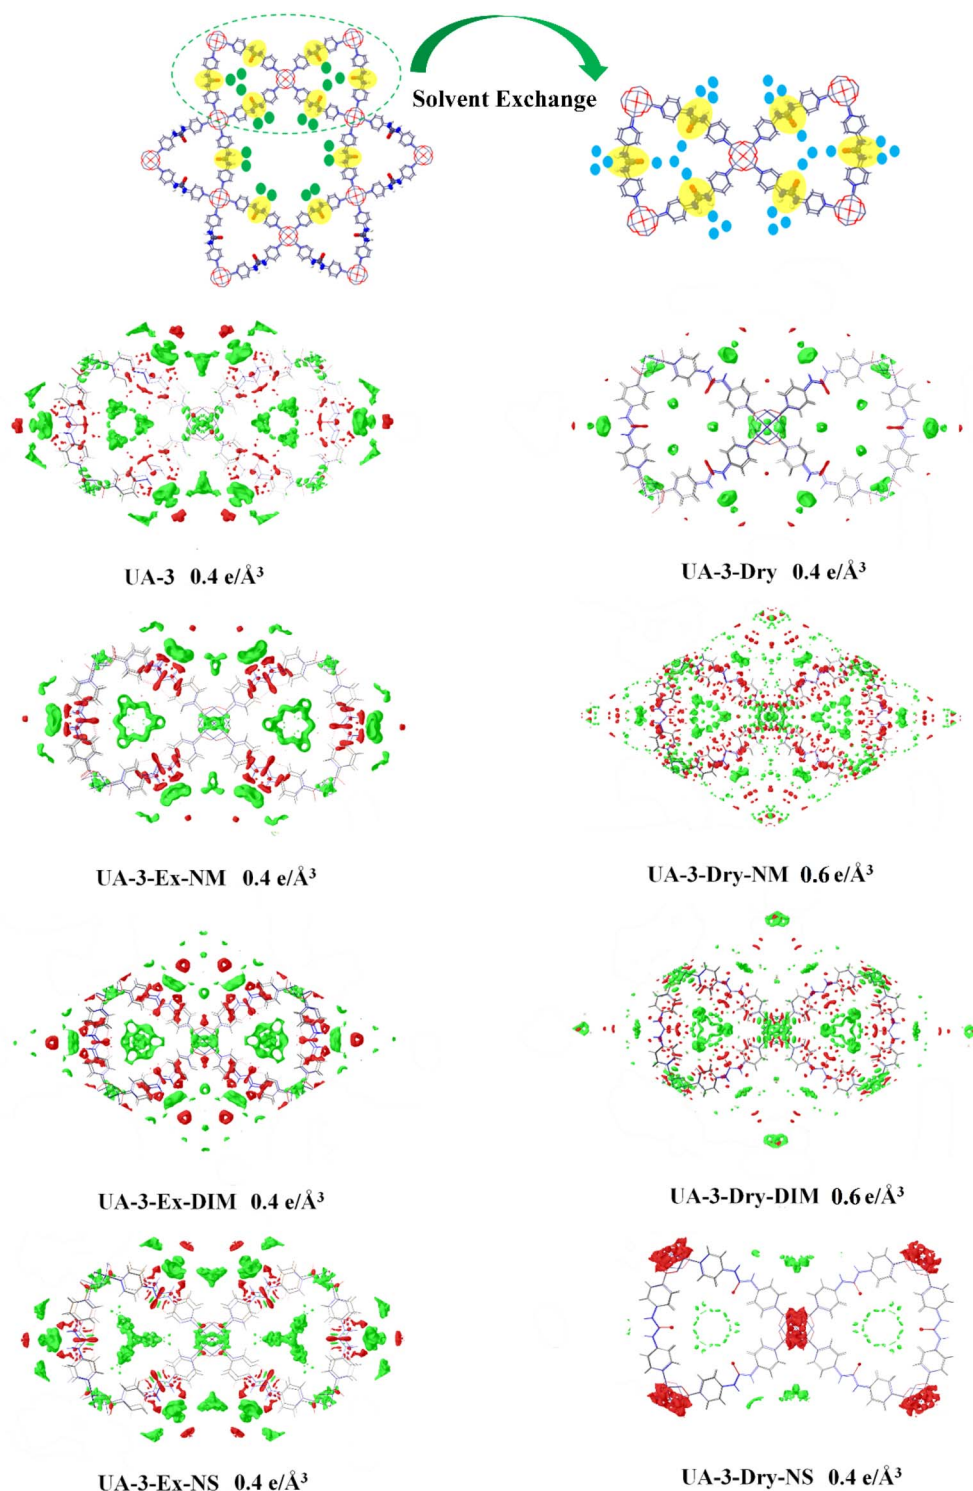 Solvent Exchange
UA-3 0.4 e/Å³
UA-3-Dry 0.4 e/Å³
UA-3-Ex-NM 0.4 e/Å³
UA-3-Dry-NM 0.6 e/Å³
UA-3-Ex-DIM 0.4 e/Å³
UA-3-Dry-DIM 0.6 e/Å³
UA-3-Ex-NS 0.4 e/Å³
UA-3-Dry-NS 0.4 e/Å³